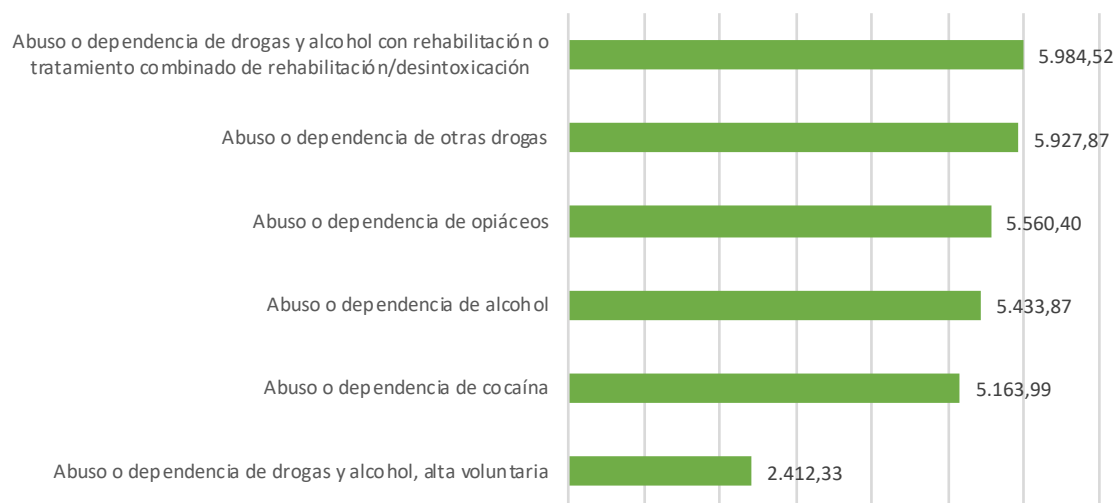 Abuso o dependencia de drogas y alcohol con rehabilitación o
tratamiento combinado de rehabilitación/desintoxicación
5.984,52
Abuso o dependencia de otras drogas
5.927,87
Abuso o dependencia de opiáceos
5.560,40
Abuso o dependencia de alcohol
5.433,87
Abuso o dependencia de cocaína
5.163,99
Abuso o dependencia de drogas y alcohol, alta voluntaria
2.412,33